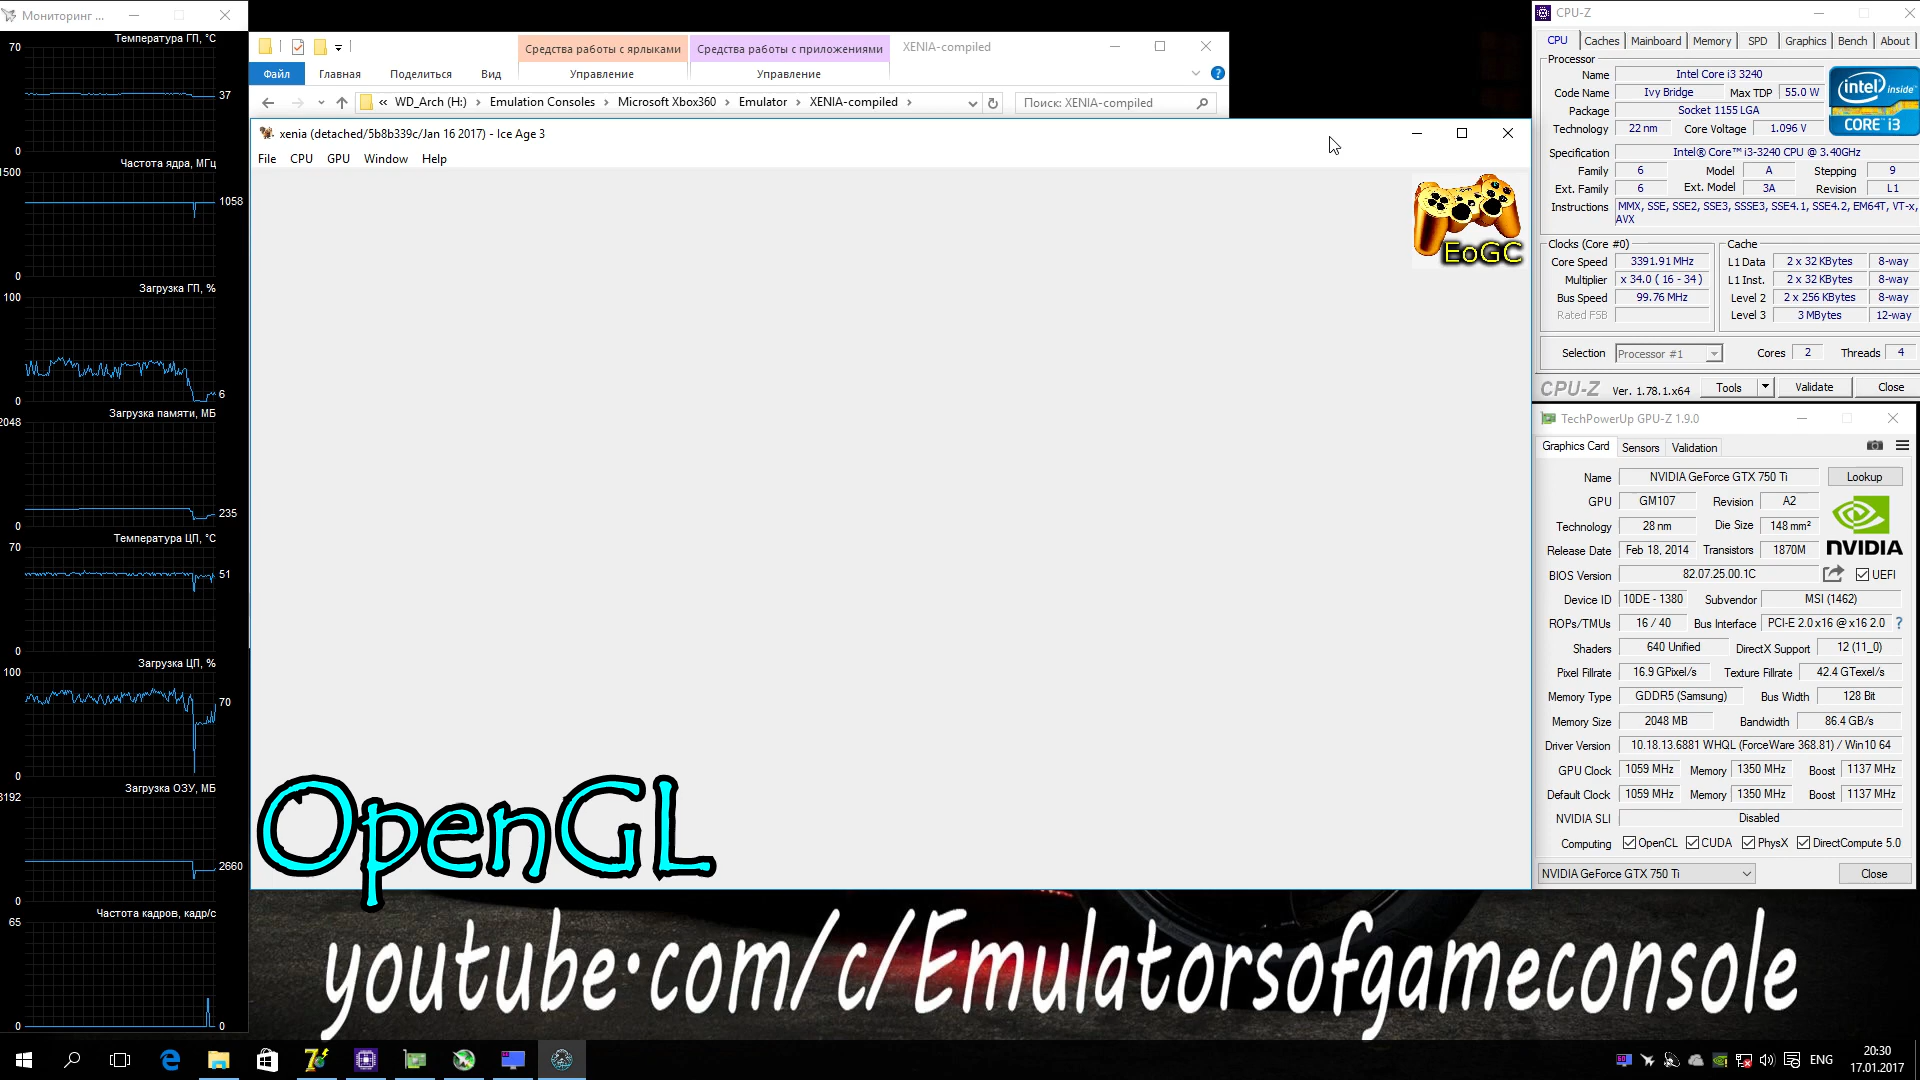 Мониторинг ...
Температура ГП, °C
70
37
0
Частота ядра, МГц
1500
1058
0
Загрузка ГП, %
100
6
0
Загрузка памяти, МБ
2048
235
0
Температура ЦП, °C
70
51
0
Загрузка ЦП, %
100
70
0
Загрузка ОЗУ, МБ
8192
2660
0
Частота кадров, кадр/с
65
0
0
Средства работы с ярлыками
Средства работы с приложениями
XENIA-compiled
Файл
Главная
Поделиться
Вид
Управление
Управление
« WD_Arch (H:) › Emulation Consoles › Microsoft Xbox360 › Emulator › XENIA-compiled ›
Поиск: XENIA-compiled
xenia (detached/5b8b339c/Jan 16 2017) - Ice Age 3
File CPU GPU Window Help
EoGC
OpenGL
youtube.com/c/Emulatorsofgameconsole
CPU-Z
CPU Caches Mainboard Memory SPD Graphics Bench About
Processor
Name Intel Core i3 3240
Code Name Ivy Bridge Max TDP 55.0 W
Package Socket 1155 LGA
Technology 22 nm Core Voltage 1.096 V
intel inside™
CORE i3
Specification Intel® Core™ i3-3240 CPU @ 3.40GHz
Family 6 Model A Stepping 9
Ext. Family 6 Ext. Model 3A Revision L1
Instructions MMX, SSE, SSE2, SSE3, SSSE3, SSE4.1, SSE4.2, EM64T, VT-x,
AVX
Clocks (Core #0)
Core Speed 3391.91 MHz
Multiplier x 34.0 ( 16 - 34 )
Bus Speed 99.76 MHz
Rated FSB
Cache
L1 Data 2 x 32 KBytes 8-way
L1 Inst. 2 x 32 KBytes 8-way
Level 2 2 x 256 KBytes 8-way
Level 3 3 MBytes 12-way
Selection Processor #1 Cores 2 Threads 4
CPU-Z Ver. 1.78.1.x64 Tools Validate Close
TechPowerUp GPU-Z 1.9.0
Graphics Card Sensors Validation
Name NVIDIA GeForce GTX 750 Ti Lookup
GPU GM107 Revision A2
Technology 28 nm Die Size 148 mm²
Release Date Feb 18, 2014 Transistors 1870M
NVIDIA
BIOS Version 82.07.25.00.1C UEFI
Device ID 10DE - 1380 Subvendor MSI (1462)
ROPs/TMUs 16 / 40 Bus Interface PCI-E 2.0 x16 @ x16 2.0 ?
Shaders 640 Unified DirectX Support 12 (11_0)
Pixel Fillrate 16.9 GPixel/s Texture Fillrate 42.4 GTexel/s
Memory Type GDDR5 (Samsung) Bus Width 128 Bit
Memory Size 2048 MB Bandwidth 86.4 GB/s
Driver Version 10.18.13.6881 WHQL (ForceWare 368.81) / Win10 64
GPU Clock 1059 MHz Memory 1350 MHz Boost 1137 MHz
Default Clock 1059 MHz Memory 1350 MHz Boost 1137 MHz
NVIDIA SLI Disabled
Computing OpenCL CUDA PhysX DirectCompute 5.0
NVIDIA GeForce GTX 750 Ti Close
ENG
20:30
17.01.2017